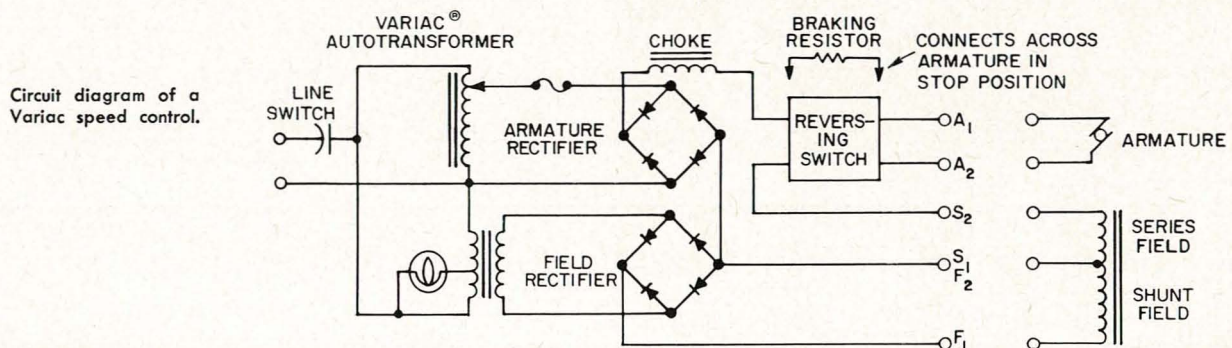 Circuit diagram of a
Variac speed control.
VARIAC®
AUTOTRANSFORMER
LINE
SWITCH
ARMATURE
RECTIFIER
CHOKE
BRAKING
RESISTOR
CONNECTS ACROSS
ARMATURE IN
STOP POSITION
REVERS-
ING
SWITCH
A1
A2
S2
S1
F2
F1
ARMATURE
FIELD
RECTIFIER
SERIES
FIELD
SHUNT
FIELD